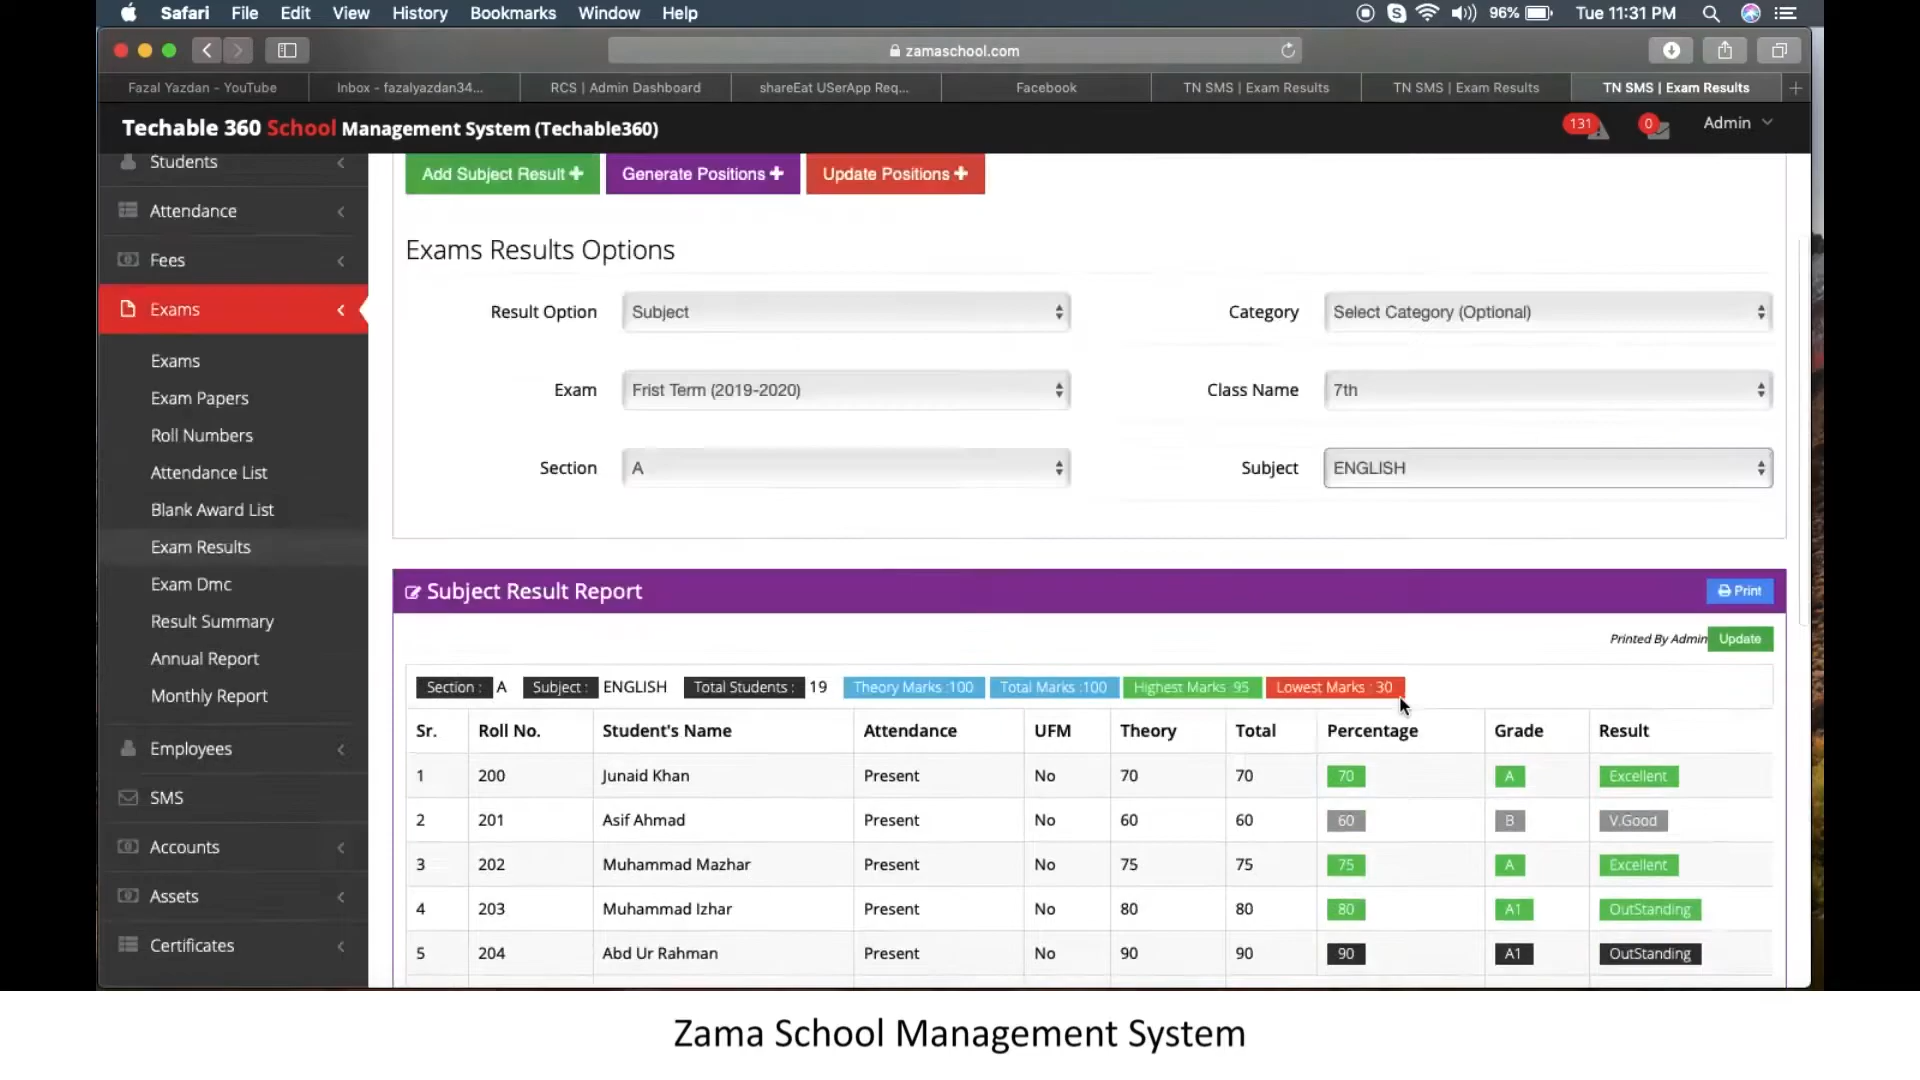 Safari File Edit View History Bookmarks Window Help 96% Tue 11:31 PM
zamaschool.com
Fazal Yazdan - YouTube Inbox - fazalyazdan34... RCS | Admin Dashboard shareEat USerApp Req... Facebook TN SMS | Exam Results TN SMS | Exam Results TN SMS | Exam Results
Techable 360 School Management System (Techable360) 131 0 Admin
Students
Attendance
Fees
Exams
Exams
Exam Papers
Roll Numbers
Attendance List
Blank Award List
Exam Results
Exam Dmc
Result Summary
Annual Report
Monthly Report
Employees
SMS
Accounts
Assets
Certificates
Add Subject Result Generate Positions Update Positions
Exams Results Options
Result Option Subject Category Select Category (Optional)
Exam Frist Term (2019-2020) Class Name 7th
Section A Subject ENGLISH
Subject Result Report Print
Printed By Admin Update
Section : A Subject : ENGLISH Total Students : 19 Theory Marks :100 Total Marks :100 Highest Marks 95 Lowest Marks : 30
Sr. Roll No. Student's Name Attendance UFM Theory Total Percentage Grade Result
1 200 Junaid Khan Present No 70 70 70 A Excellent
2 201 Asif Ahmad Present No 60 60 60 B V.Good
3 202 Muhammad Mazhar Present No 75 75 75 A Excellent
4 203 Muhammad Izhar Present No 80 80 80 A1 OutStanding
5 204 Abd Ur Rahman Present No 90 90 90 A1 OutStanding
Zama School Management System